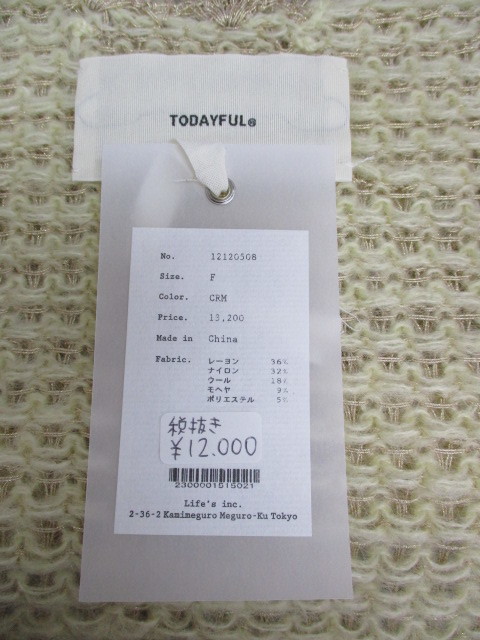 TODAYFUL®
No. 12120508
Size. F
Color. CRM
Price. 13,200
Made in China
Fabric. レーヨン 36%
ナイロン 32%
ウール 18%
モヘヤ 9%
ポリエステル 5%
税抜き
¥12.000
2300001515021
Life's inc.
2-36-2 Kamimeguro Meguro-Ku Tokyo